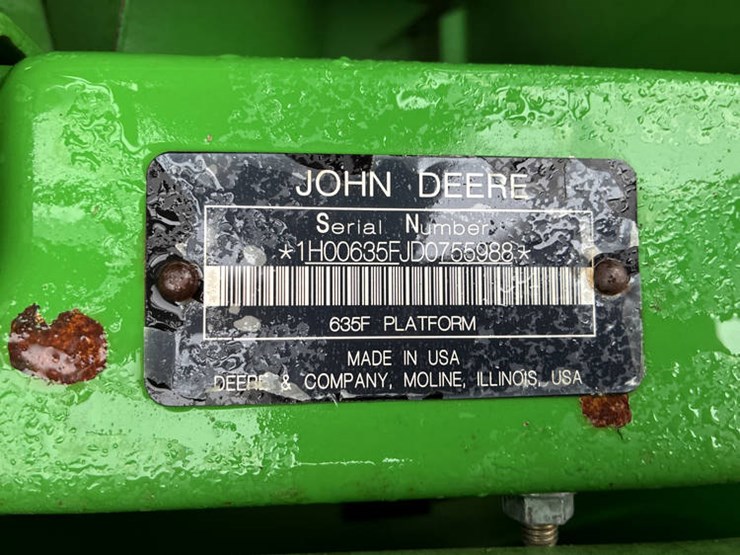 JOHN DEERE
Serial Number
*1H00635FJD0755988*
635F PLATFORM
MADE IN USA
DEERE & COMPANY, MOLINE, ILLINOIS, USA